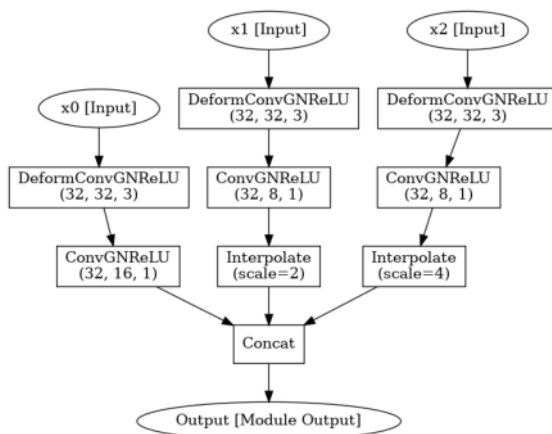 x1 [Input]
x2 [Input]
x0 [Input]
DeformConvGNReLU
(32, 32, 3)
DeformConvGNReLU
(32, 32, 3)
DeformConvGNReLU
(32, 32, 3)
ConvGNReLU
(32, 8, 1)
ConvGNReLU
(32, 8, 1)
ConvGNReLU
(32, 16, 1)
Interpolate
(scale=2)
Interpolate
(scale=4)
Concat
Output [Module Output]